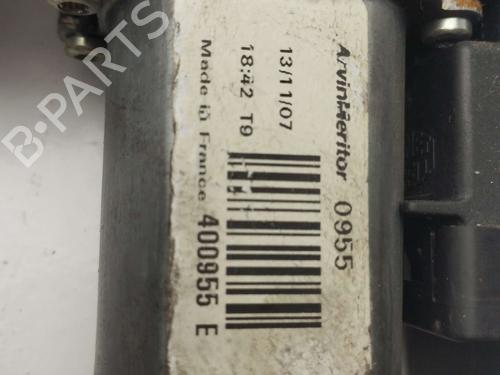 ArvinMeritor 0955
13/11/07
18:42 T9
Made in France 400955 E
B-PARTS